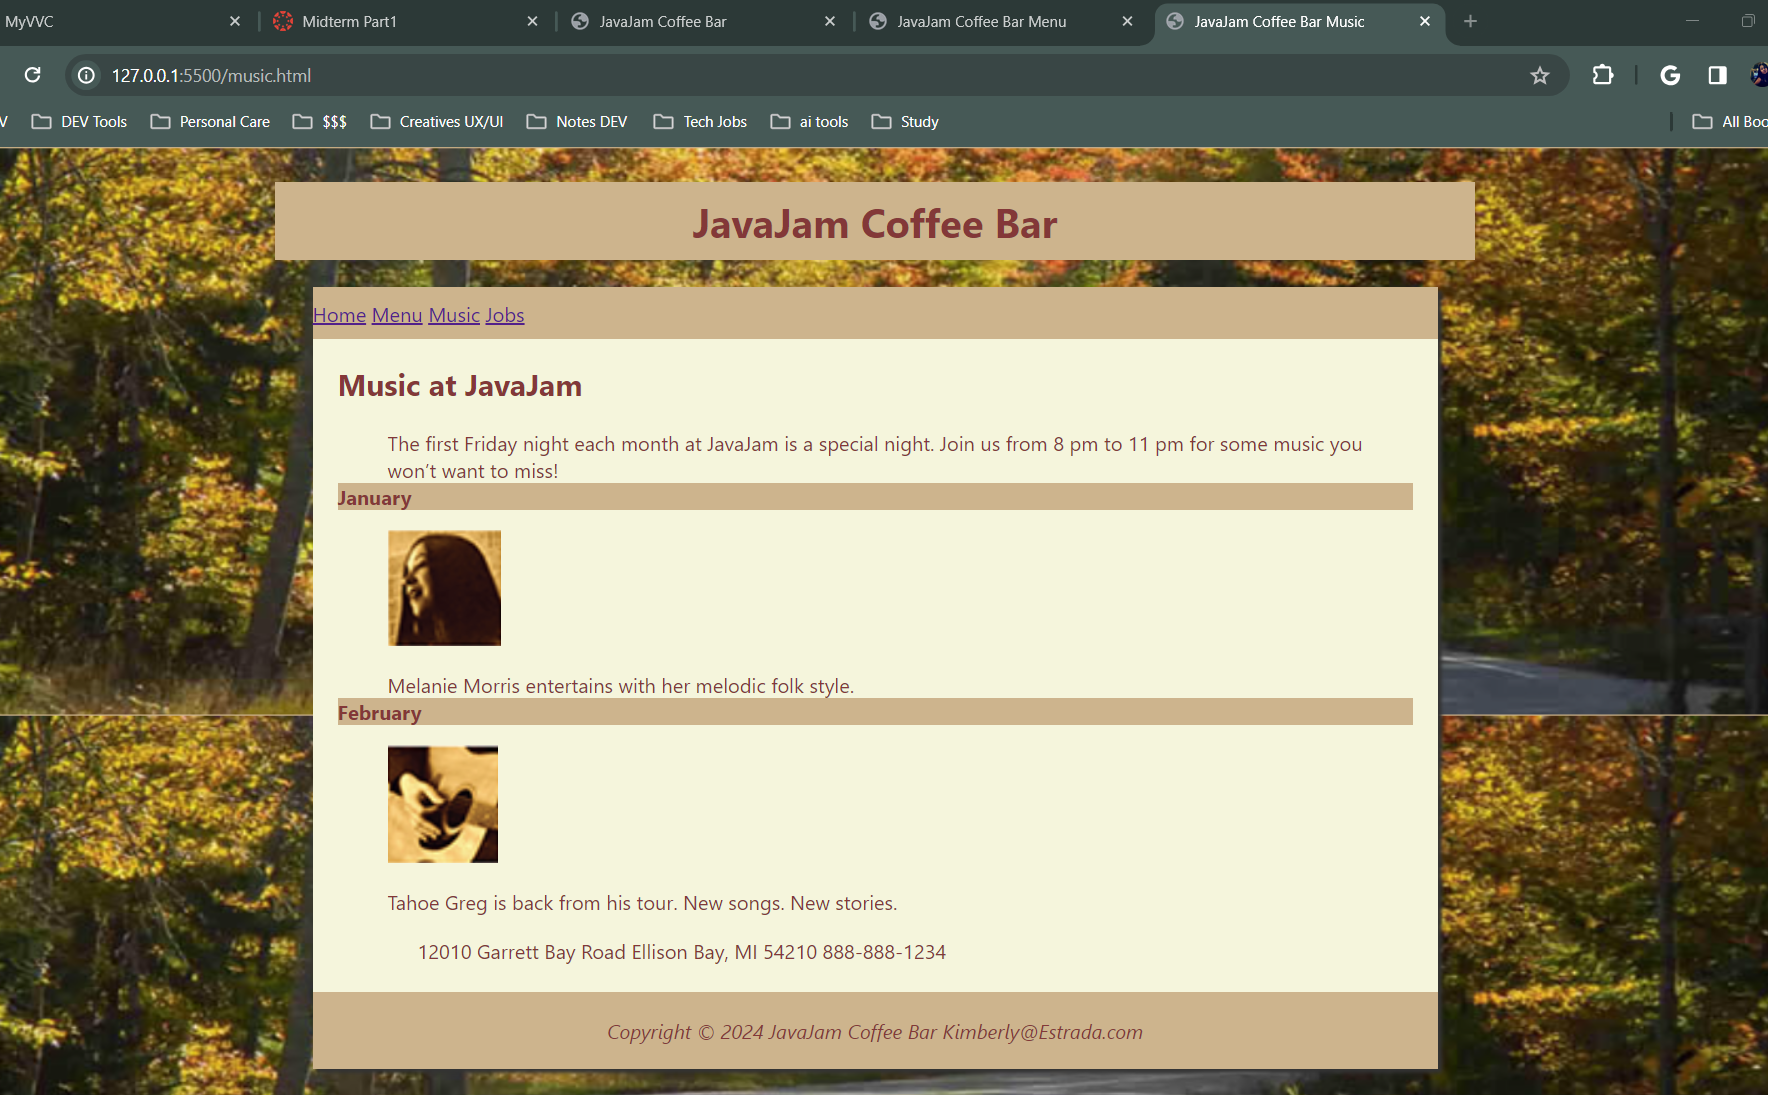 MyVVC
Midterm Part1
JavaJam Coffee Bar
JavaJam Coffee Bar Menu
JavaJam Coffee Bar Music
127.0.0.1:5500/music.html
V
DEV Tools
Personal Care
$$$
Creatives UX/UI
Notes DEV
Tech Jobs
ai tools
Study
All Boo
JavaJam Coffee Bar
Home Menu Music Jobs
Music at JavaJam
The first Friday night each month at JavaJam is a special night. Join us from 8 pm to 11 pm for some music you
won’t want to miss!
January
Melanie Morris entertains with her melodic folk style.
February
Tahoe Greg is back from his tour. New songs. New stories.
12010 Garrett Bay Road Ellison Bay, MI 54210 888-888-1234
Copyright © 2024 JavaJam Coffee Bar Kimberly@Estrada.com